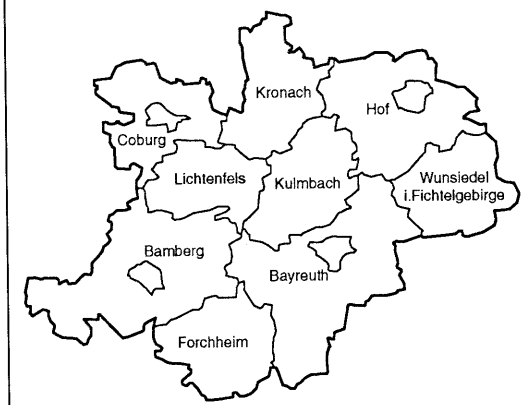 Kronach
Hof
Coburg
Lichtenfels
Kulmbach
Wunsiedel
i.Fichtelgebirge
Bamberg
Bayreuth
Forchheim